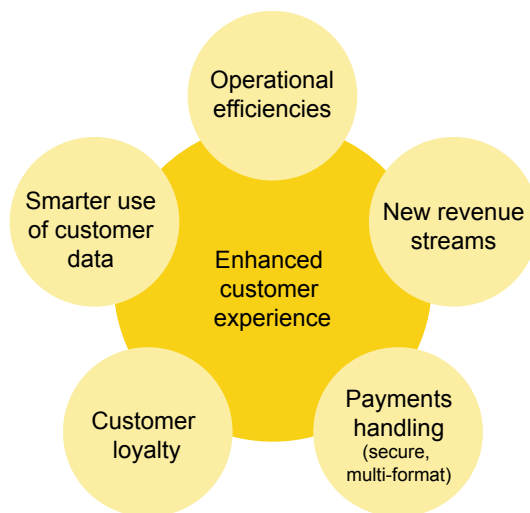 Operational
efficiencies
Smarter use
of customer
data
New revenue
streams
Enhanced
customer
experience
Customer
loyalty
Payments
handling
(secure,
multi-format)